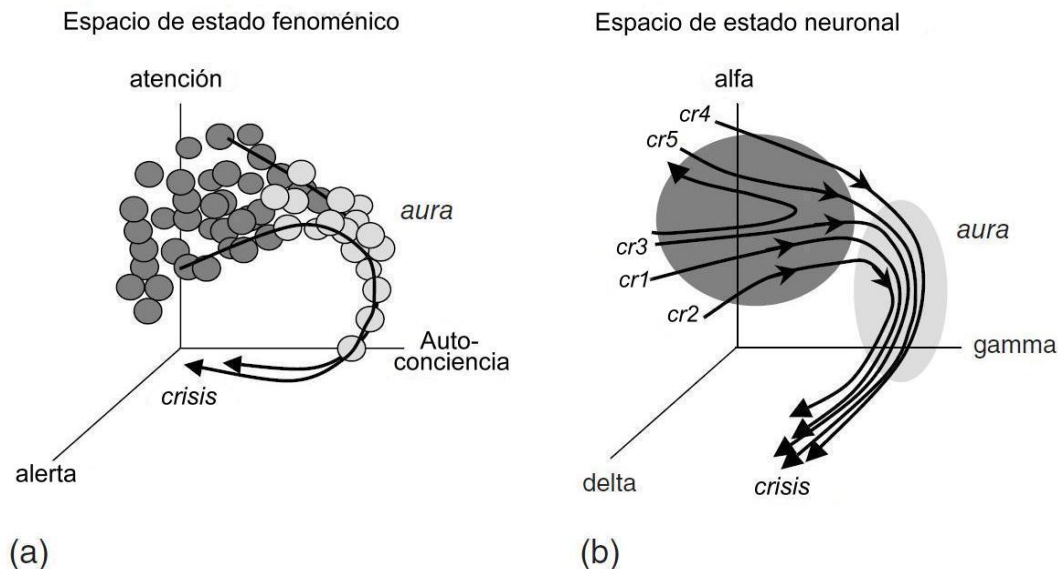 Espacio de estado fenoménico
atención
aura
Auto-
conciencia
crisis
alerta
(a)
Espacio de estado neuronal
alfa
cr4
cr5
aura
cr3
cr1
cr2
gamma
delta
crisis
(b)